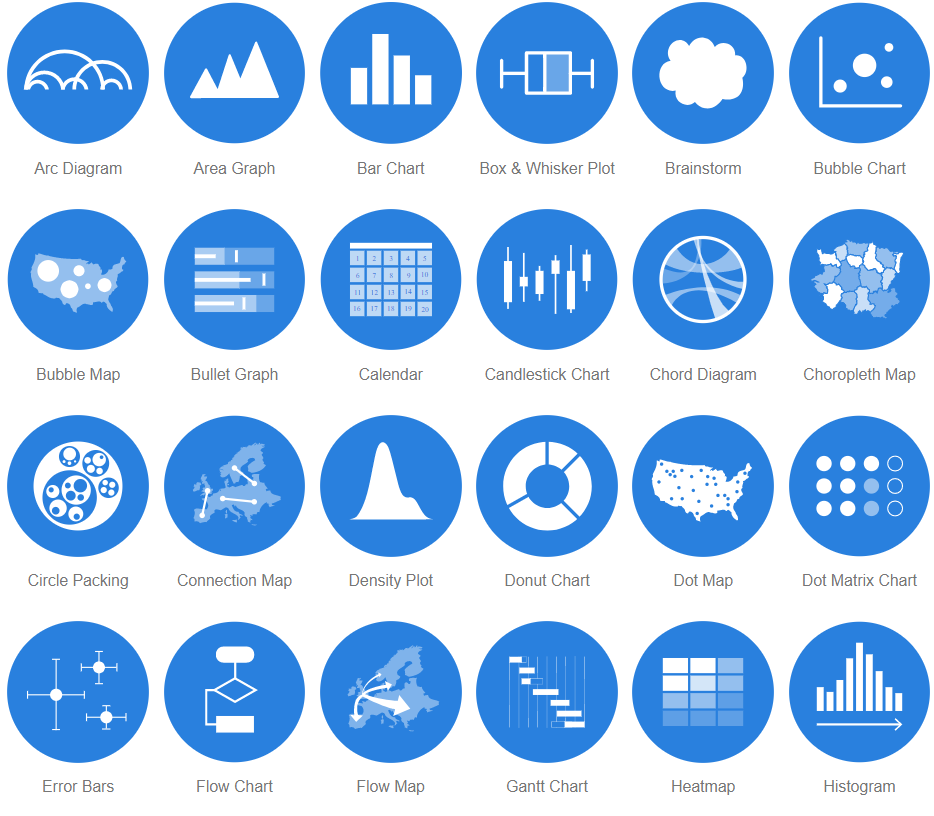 Arc Diagram
Area Graph
Bar Chart
Box & Whisker Plot
Brainstorm
Bubble Chart
1 2 3 4 5
6 7 8 9 10
11 12 13 14 15
16 17 18 19 20
Bubble Map
Bullet Graph
Calendar
Candlestick Chart
Chord Diagram
Choropleth Map
Circle Packing
Connection Map
Density Plot
Donut Chart
Dot Map
Dot Matrix Chart
Error Bars
Flow Chart
Flow Map
Gantt Chart
Heatmap
Histogram